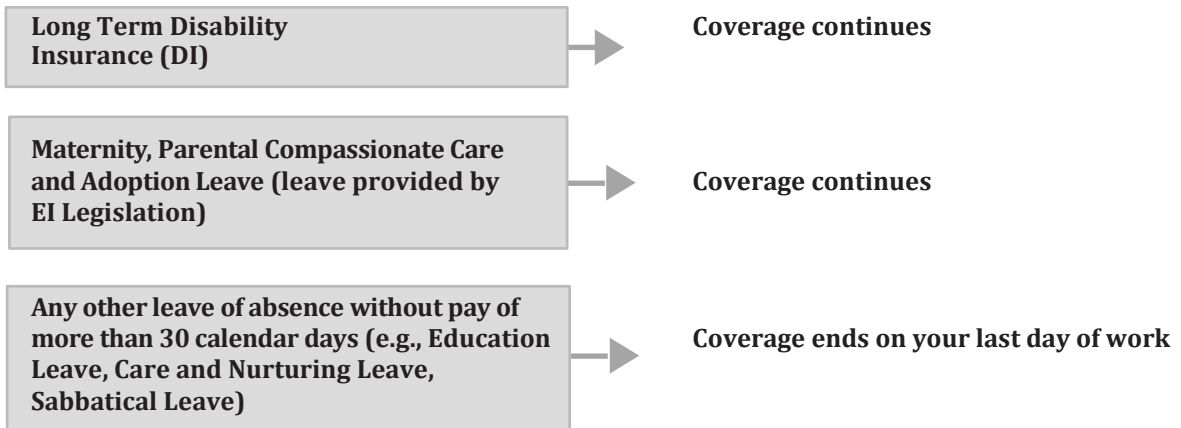 Long Term Disability
Insurance (DI)
Coverage continues
Maternity, Parental Compassionate Care
and Adoption Leave (leave provided by
EI Legislation)
Coverage continues
Any other leave of absence without pay of
more than 30 calendar days (e.g., Education
Leave, Care and Nurturing Leave,
Sabbatical Leave)
Coverage ends on your last day of work